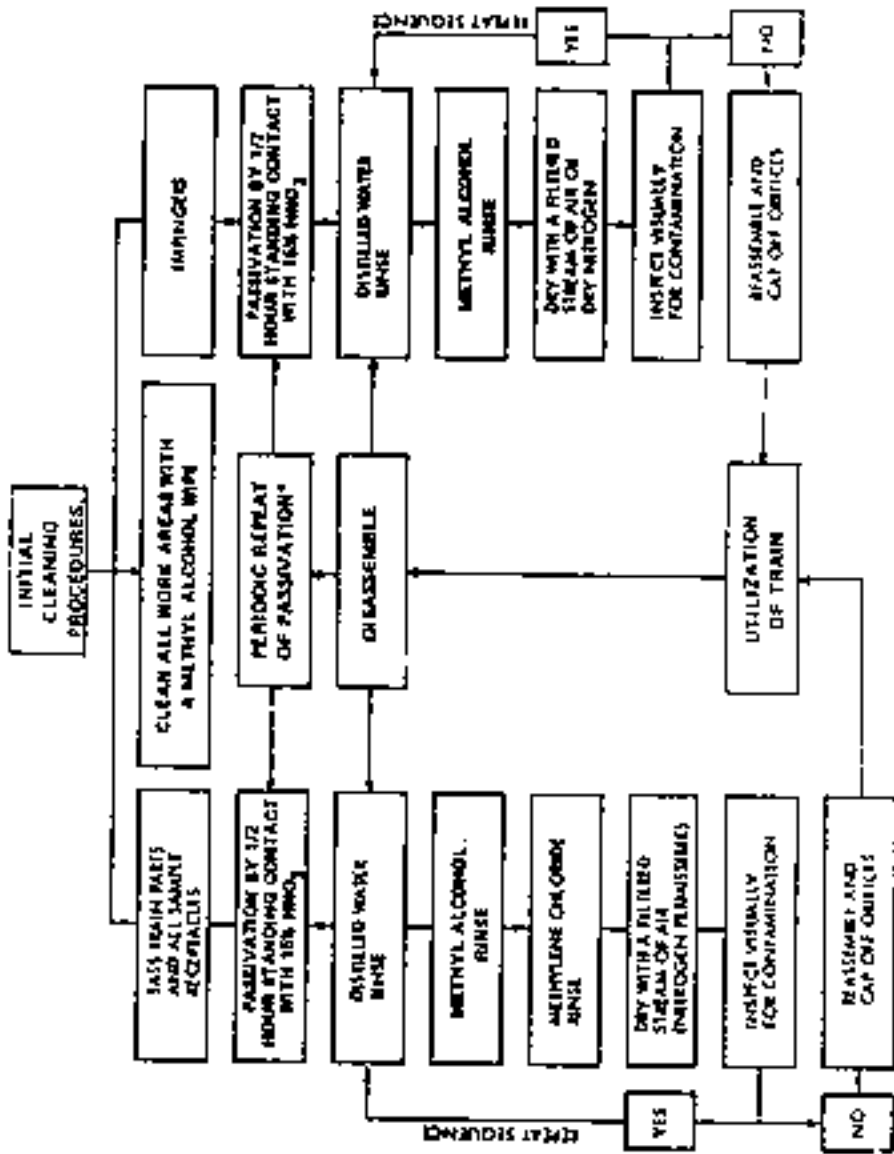 INITIAL
CLEANING
PROCEDURES
SASS TRAIN PARTS
AND ALL SAMPLE
RECEPTACLES
CLEAN ALL WORK AREAS WITH
A METHYL ALCOHOL WIPE
IMPINGERS
PASSIVATION BY 1/2
HOUR STANDING CONTACT
WITH 15% HNO3
PERIODIC REPEAT
OF PASSIVATION*
PASSIVATION BY 1/2
HOUR STANDING CONTACT
WITH 15% HNO3
DISTILLED WATER
RINSE
DISASSEMBLE
DISTILLED WATER
RINSE
METHYL ALCOHOL
RINSE
METHYL ALCOHOL
RINSE
METHYLENE CHLORIDE
RINSE
DRY WITH A FILTERED
STREAM OF AIR OR
DRY NITROGEN
DRY WITH A FILTERED
STREAM OF AIR
(NITROGEN PERMISSIBLE)
INSPECT VISUALLY
FOR CONTAMINATION
INSPECT VISUALLY
FOR CONTAMINATION
UTILIZATION
OF TRAIN
REASSEMBLE AND
CAP OFF ORIFICES
REASSEMBLE AND
CAP OFF ORIFICES
REPEAT SEQUENCE
YES
NO
REPEAT SEQUENCE
YES
NO